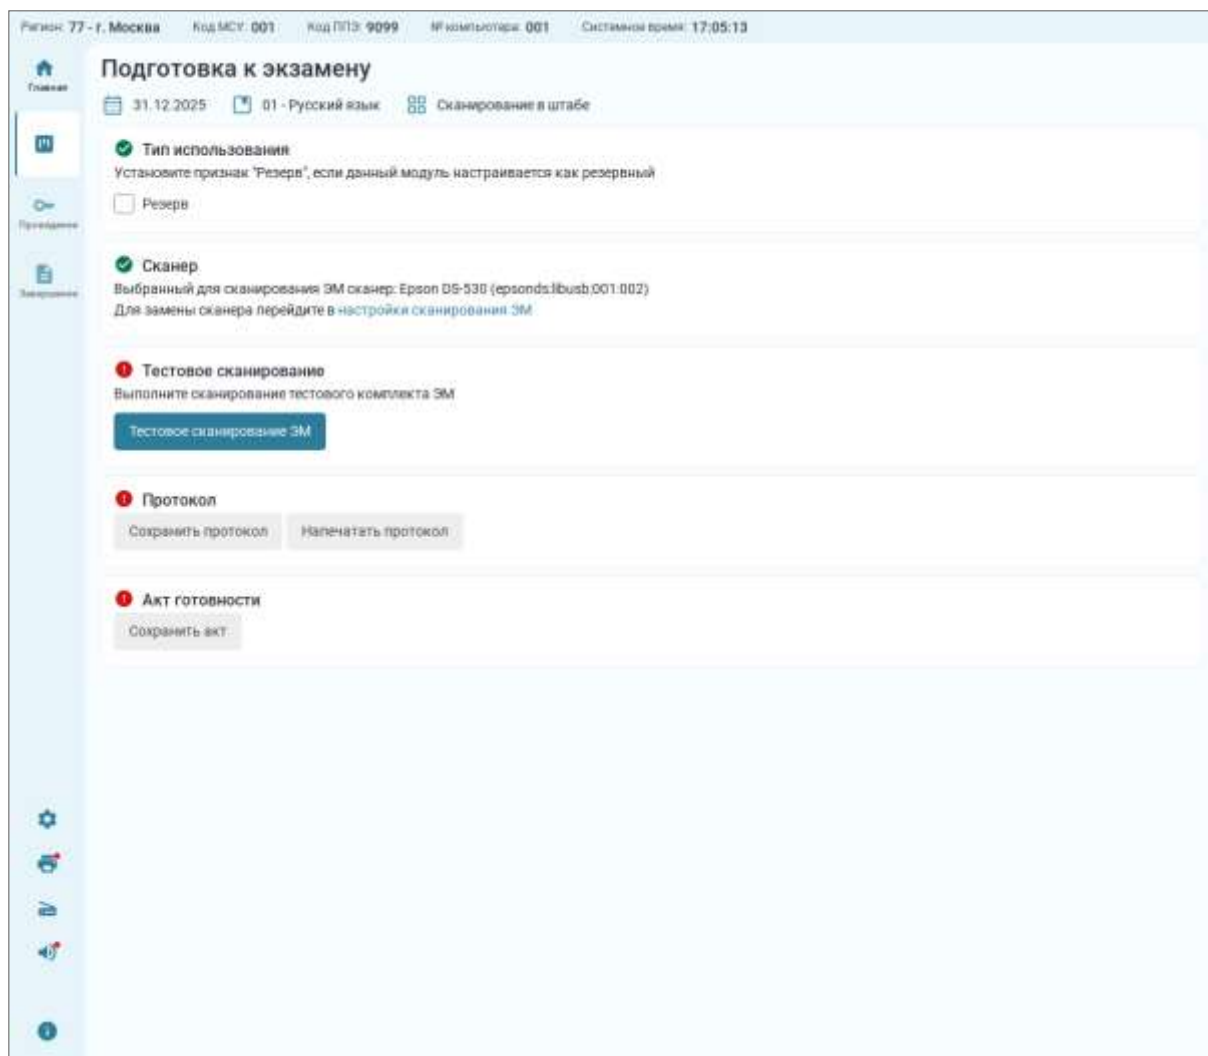 Регион: 77 - г. Москва Код МСУ: 001 Код ППЭ: 9099 № компьютера: 001 Системное время: 17:05:13
Главная
Подготовка к экзамену
31.12.2025 01 - Русский язык Сканирование в штабе
Тип использования
Установите признак "Резерв", если данный модуль настраивается как резервный
Резерв
Проведение
Сканер
Выбранный для сканирования ЭМ сканер: Epson DS-530 (epsonds:libusb:001:002)
Завершение
Для замены сканера перейдите в настройки сканирования ЭМ
Тестовое сканирование
Выполните сканирование тестового комплекта ЭМ
Тестовое сканирование ЭМ
Протокол
Сохранить протокол Напечатать протокол
Акт готовности
Сохранить акт